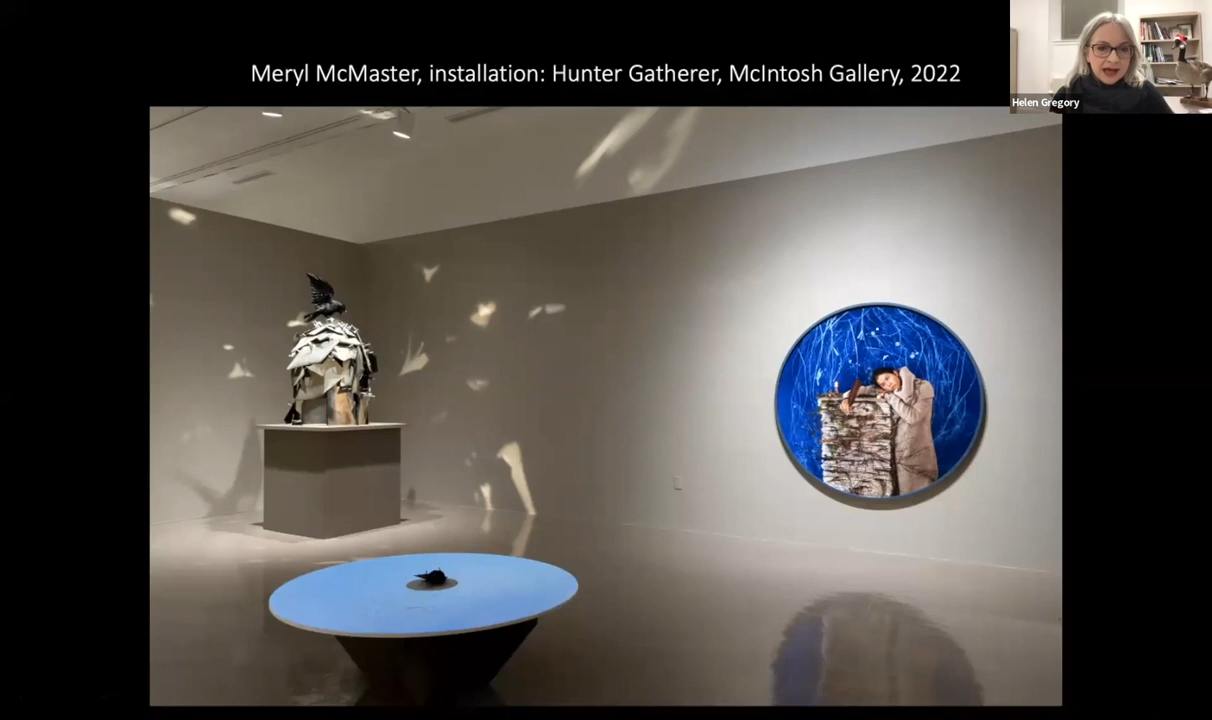 Meryl McMaster, installation: Hunter Gatherer, McIntosh Gallery, 2022
Helen Gregory